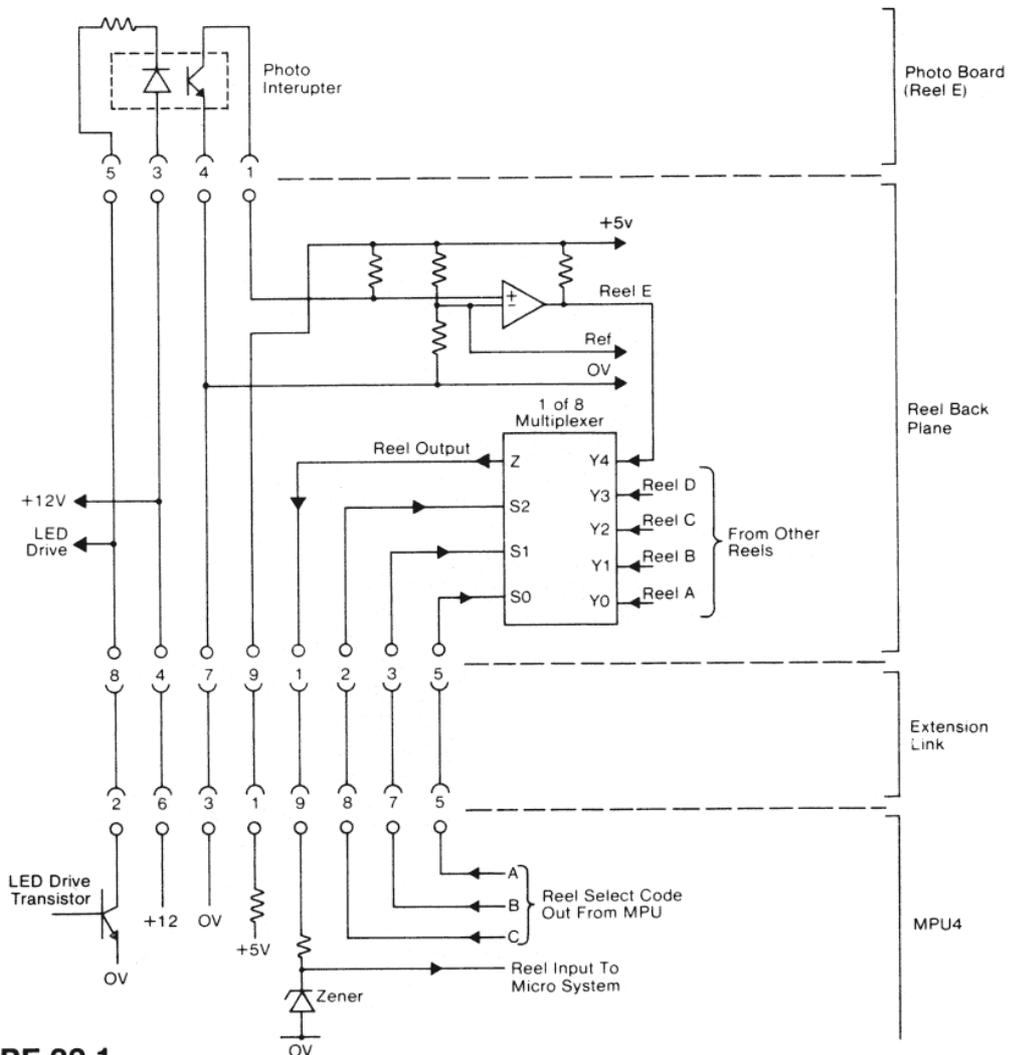 Photo
Interupter
Photo Board
(Reel E)
5 3 4 1
+5v
Reel E
+
−
Ref
OV
1 of 8
Multiplexer
Reel Output
Z Y4
+12V
S2 Y3 Reel D
LED
Drive
Y2 Reel C
From Other
Reels
S1 Y1 Reel B
S0 Y0 Reel A
Reel Back
Plane
8 4 7 9 1 2 3 5
Extension
Link
2 6 3 1 9 8 7 5
LED Drive
Transistor
A
B
C
Reel Select Code
Out From MPU
MPU4
+12
OV
+5V
OV
Reel Input To
Micro System
Zener
OV